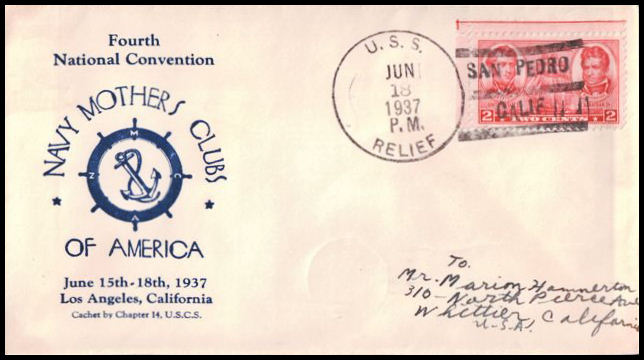 Fourth
National Convention
NAVY MOTHERS CLUBS
N M C A
OF AMERICA
June 15th-18th, 1937
Los Angeles, California
Cachet by Chapter 14, U.S.C.S.
U. S. S.
JUN
18
1937
P. M.
RELIEF
SAN PEDRO
CALIF
2 TWO CENTS 2
To.
Mr. Marion Hammerton
310 - North Pierce Ave
Whittier, California
U.S.A.